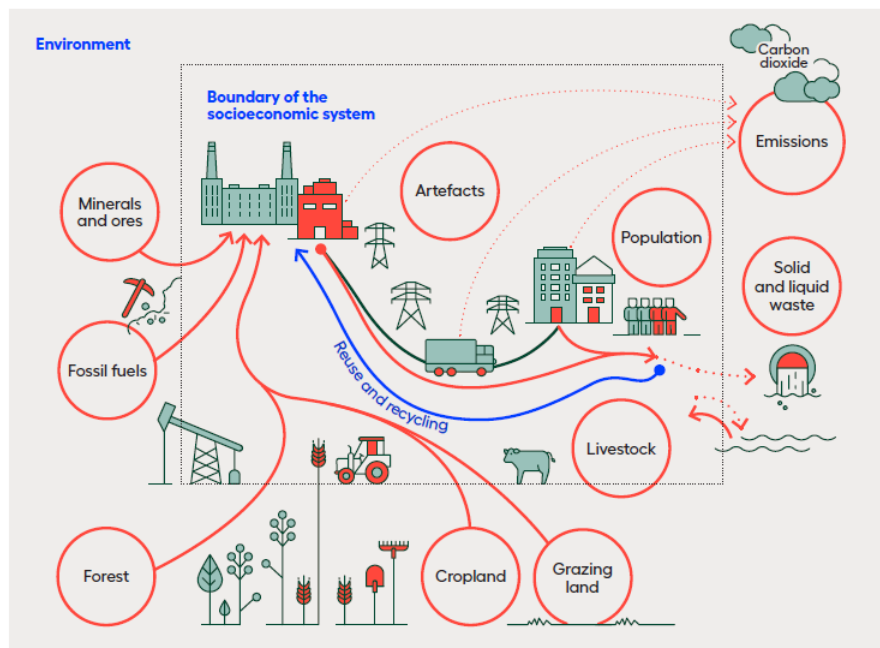 Environment
Carbon
dioxide
Boundary of the
socioeconomic system
Emissions
Minerals
and ores
Artefacts
Population
Solid
and liquid
waste
Fossil fuels
Reuse and recycling
Livestock
Forest
Cropland
Grazing
land